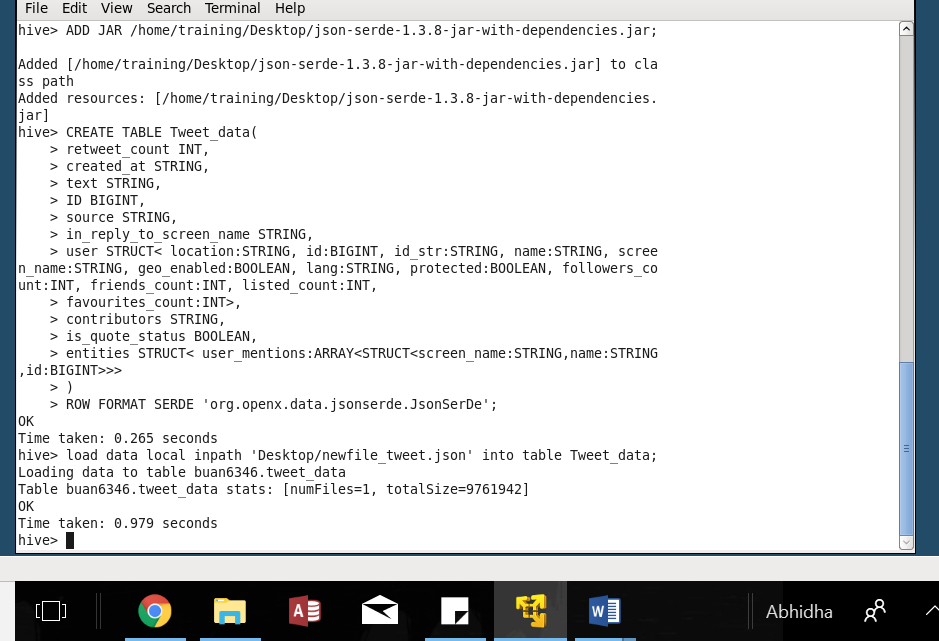 File Edit View Search Terminal Help
hive> ADD JAR /home/training/Desktop/json-serde-1.3.8-jar-with-dependencies.jar;
Added [/home/training/Desktop/json-serde-1.3.8-jar-with-dependencies.jar] to cla
ss path
Added resources: [/home/training/Desktop/json-serde-1.3.8-jar-with-dependencies.
jar]
hive> CREATE TABLE Tweet_data(
    > retweet_count INT,
    > created_at STRING,
    > text STRING,
    > ID BIGINT,
    > source STRING,
    > in_reply_to_screen_name STRING,
    > user STRUCT< location:STRING, id:BIGINT, id_str:STRING, name:STRING, scree
n_name:STRING, geo_enabled:BOOLEAN, lang:STRING, protected:BOOLEAN, followers_co
unt:INT, friends_count:INT, listed_count:INT,
    > favourites_count:INT>,
    > contributors STRING,
    > is_quote_status BOOLEAN,
    > entities STRUCT< user_mentions:ARRAY<STRUCT<screen_name:STRING,name:STRING
,id:BIGINT>>>
    > )
    > ROW FORMAT SERDE 'org.openx.data.jsonserde.JsonSerDe';
OK
Time taken: 0.265 seconds
hive> load data local inpath 'Desktop/newfile_tweet.json' into table Tweet_data;
Loading data to table buan6346.tweet_data
Table buan6346.tweet_data stats: [numFiles=1, totalSize=9761942]
OK
Time taken: 0.979 seconds
hive>
Abhidha